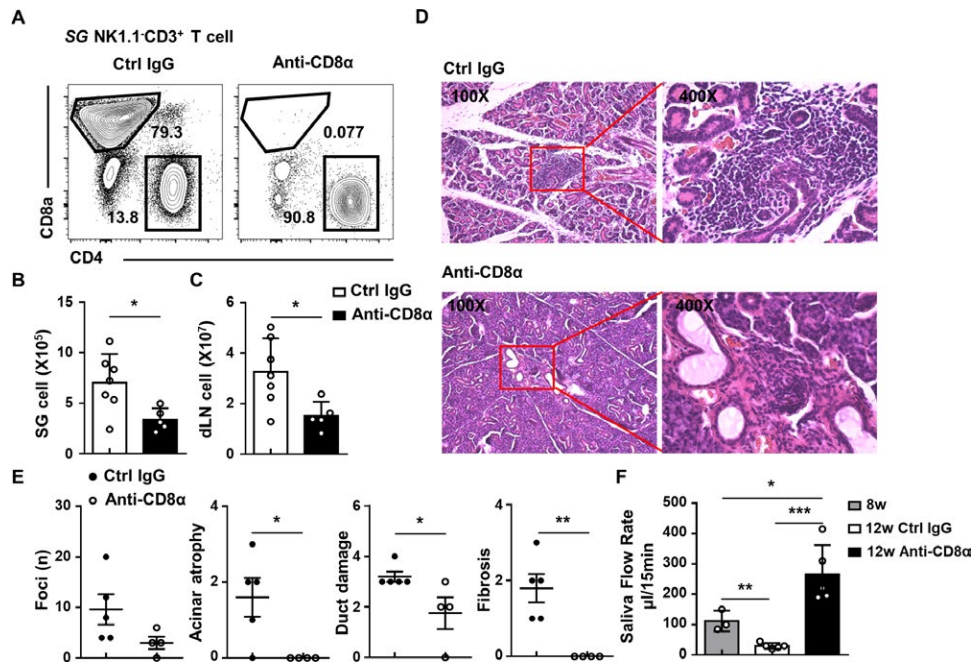 A
SG NK1.1-CD3+ T cell
Ctrl IgG
Anti-CD8α
79.3
0.077
13.8
90.8
CD8a
CD4
B
*
SG cell (X10⁵)
15
10
5
0
C
*
dLN cell (X10⁷)
6
4
2
0
Ctrl IgG
Anti-CD8α
D
Ctrl IgG
100X
400X
Anti-CD8α
100X
400X
E
Ctrl IgG
Anti-CD8α
Foci (n)
30
20
10
0
Acinar atrophy
4
2
0
*
Duct damage
6
4
2
0
*
Fibrosis
4
2
0
**
F
Saliva Flow Rate
µl/15min
500
400
300
200
100
0
*
***
**
8w
12w Ctrl IgG
12w Anti-CD8α